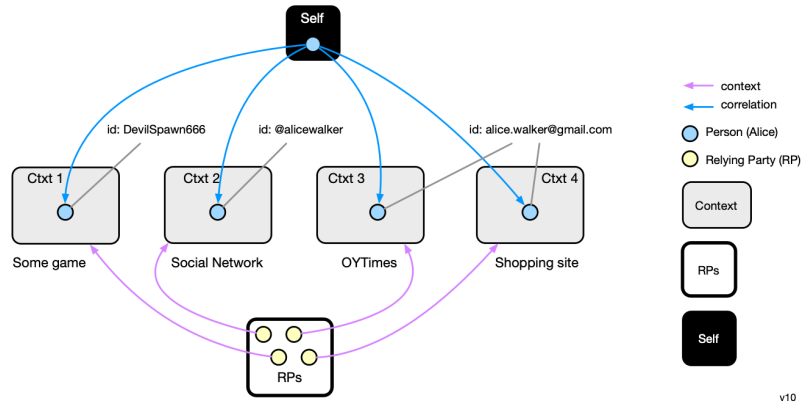 Self
id: DevilSpawn666
id: @alicewalker
id: alice.walker@gmail.com
Ctxt 1
Ctxt 2
Ctxt 3
Ctxt 4
Some game
Social Network
OYTimes
Shopping site
RPs
context
correlation
Person (Alice)
Relying Party (RP)
Context
RPs
Self
v10